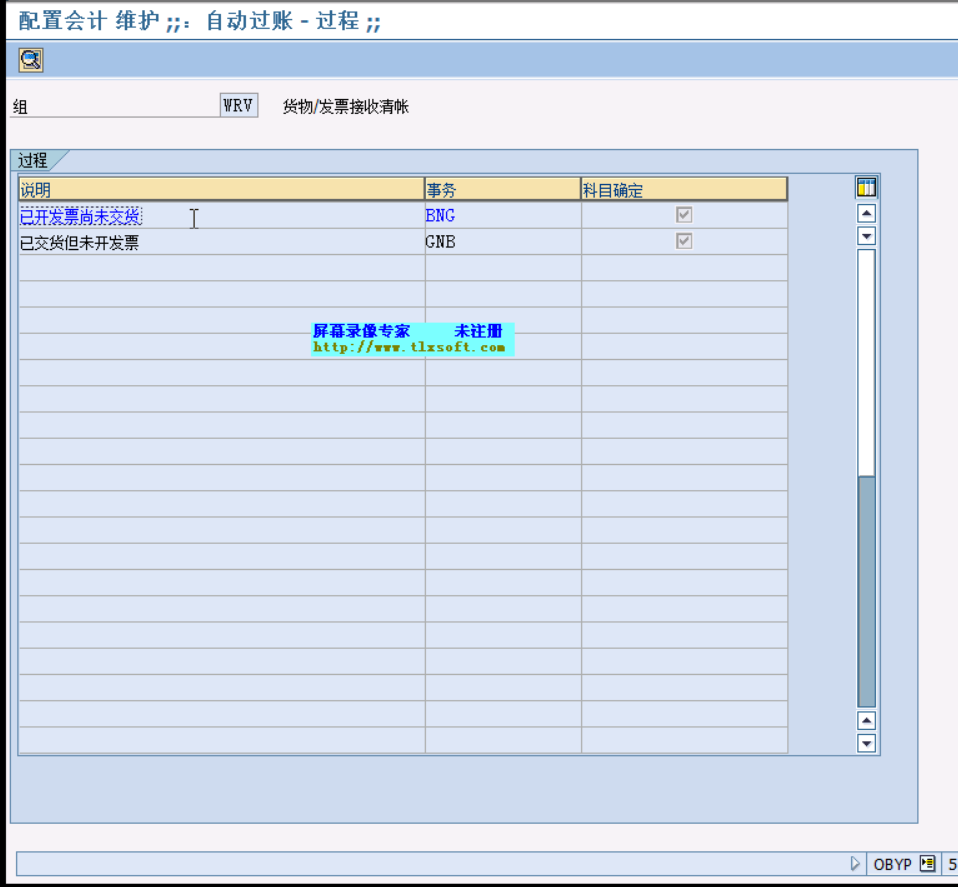 配置会计 维护 ;;: 自动过账 - 过程 ;;
组 WRV 货物/发票接收清帐
过程
说明 事务 科目确定
已开发票尚未交货 BNG
已交货但未开发票 GNB
屏幕录像专家 未注册
http://www.tlxsoft.com
OBYP 5